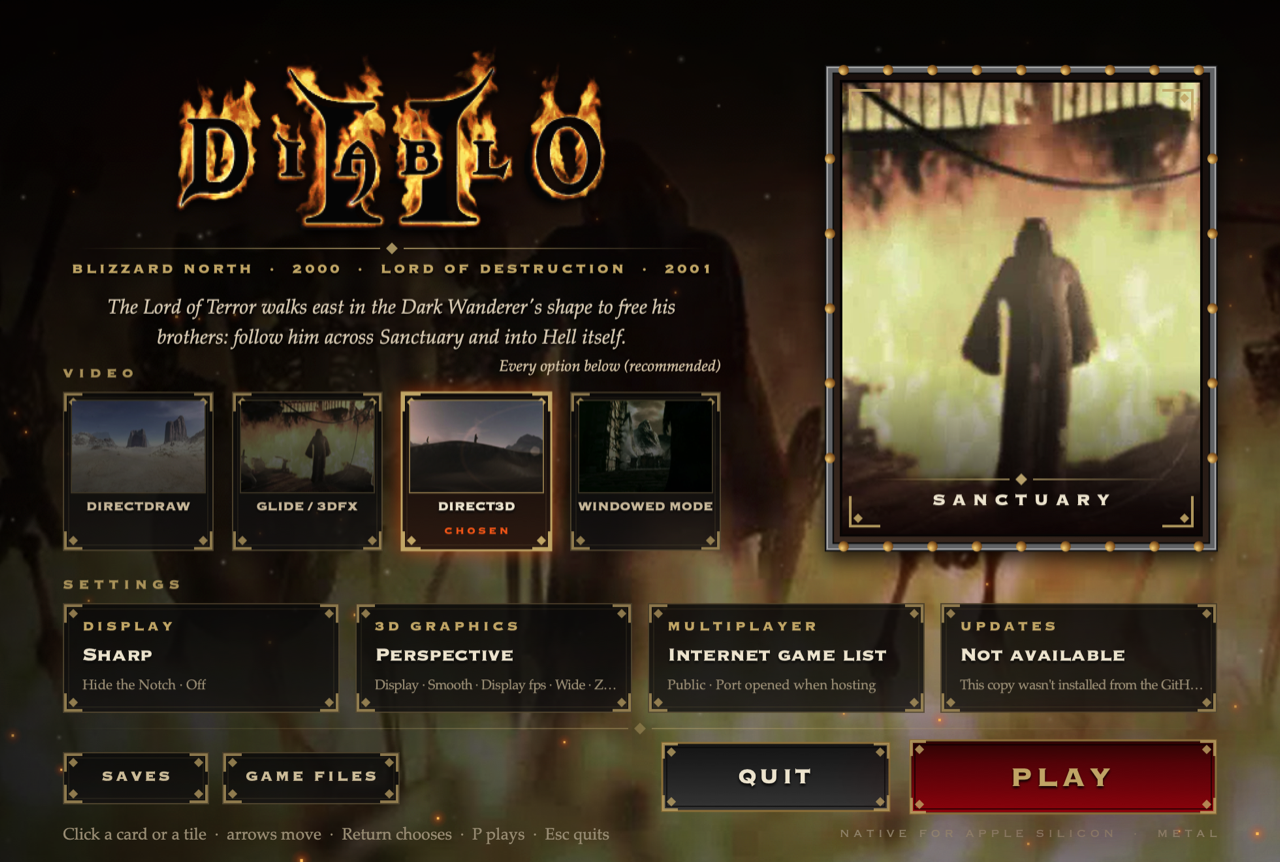 DIABLO II
BLIZZARD NORTH · 2000 · LORD OF DESTRUCTION · 2001
The Lord of Terror walks east in the Dark Wanderer's shape to free his
brothers: follow him across Sanctuary and into Hell itself.
VIDEO
Every option below (recommended)
DIRECTDRAW
GLIDE / 3DFX
DIRECT3D
CHOSEN
WINDOWED MODE
SANCTUARY
SETTINGS
DISPLAY
SHARP
Hide the Notch · Off
3D GRAPHICS
PERSPECTIVE
Display · Smooth · Display fps · Wide · Z…
MULTIPLAYER
INTERNET GAME LIST
Public · Port opened when hosting
UPDATES
NOT AVAILABLE
This copy wasn't installed from the GitH…
SAVES
GAME FILES
QUIT
PLAY
Click a card or a tile · arrows move · Return chooses · P plays · Esc quits
NATIVE FOR APPLE SILICON · METAL